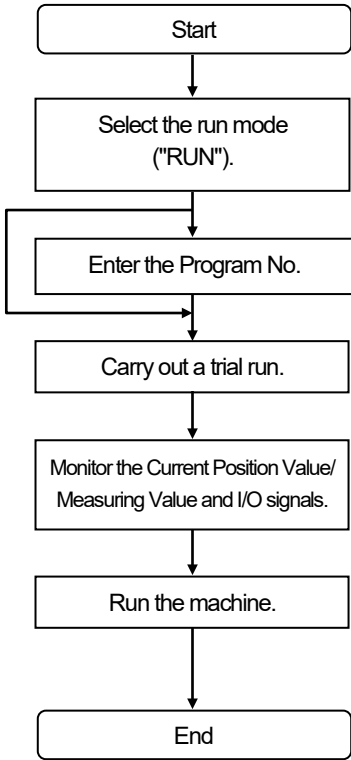 Start
Select the run mode
("RUN").
Enter the Program No.
Carry out a trial run.
Monitor the Current Position Value/
Measuring Value and I/O signals.
Run the machine.
End